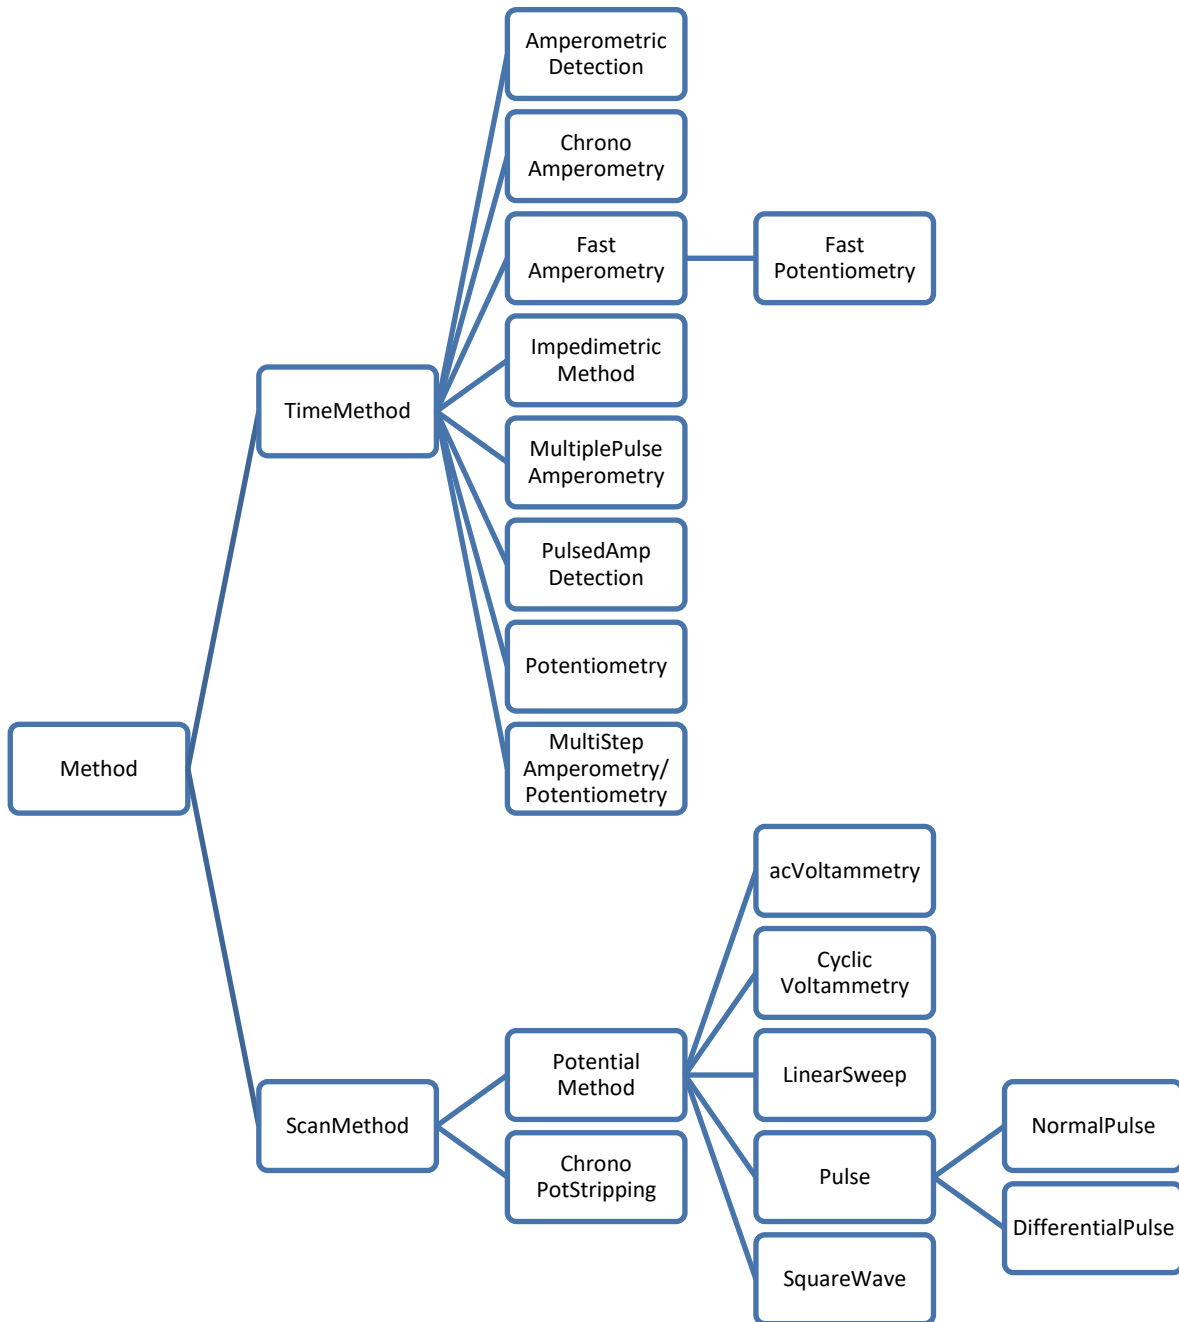 Amperometric
Detection
Chrono
Amperometry
Fast
Amperometry
Fast
Potentiometry
Impedimetric
Method
TimeMethod
MultiplePulse
Amperometry
PulsedAmp
Detection
Potentiometry
Method
MultiStep
Amperometry/
Potentiometry
acVoltammetry
Cyclic
Voltammetry
Potential
Method
LinearSweep
ScanMethod
NormalPulse
Chrono
PotStripping
Pulse
DifferentialPulse
SquareWave